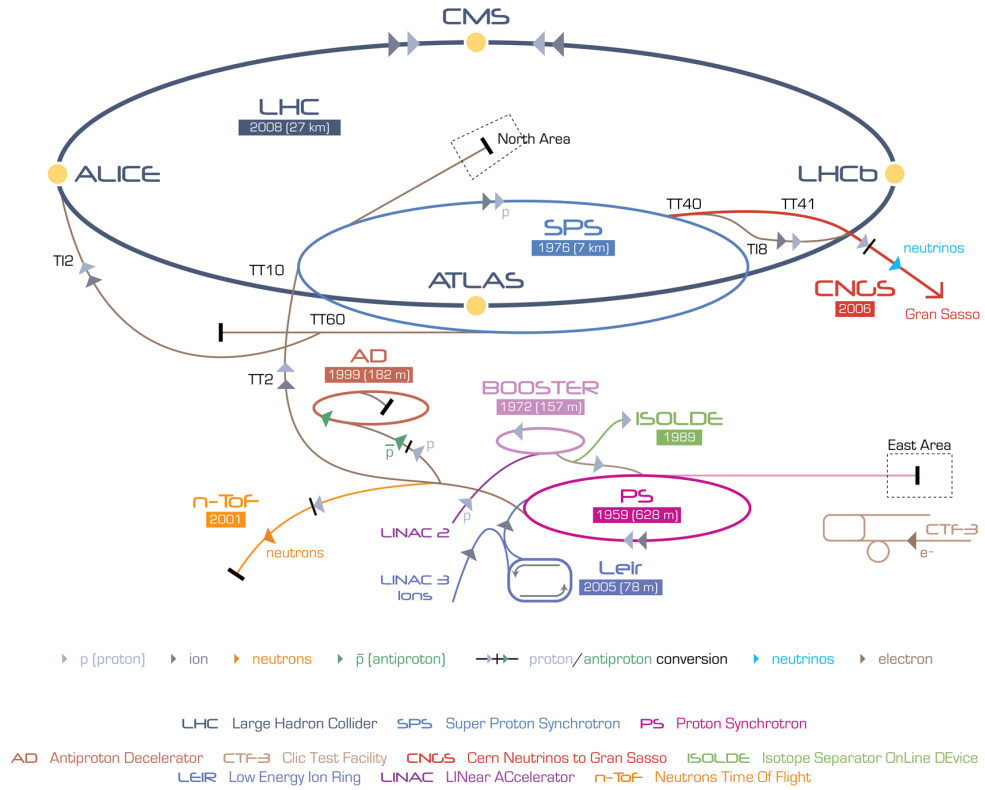 CMS
LHC
2008 (27 km)
North Area
ALICE
LHCb
p
TT40
TT41
SPS
1976 (7 km)
TI8
neutrinos
TI2
TT10
ATLAS
CNGS
2006
Gran Sasso
TT60
AD
1999 (182 m)
TT2
BOOSTER
1972 (157 m)
ISOLDE
1989
p
p̅
East Area
n-ToF
2001
PS
1959 (628 m)
p
LINAC 2
neutrons
CTF-3
e-
LINAC 3
Ions
Leir
2005 (78 m)
p (proton)
ion
neutrons
p̅ (antiproton)
proton/antiproton conversion
neutrinos
electron
LHC Large Hadron Collider
SPS Super Proton Synchrotron
PS Proton Synchrotron
AD Antiproton Decelerator
CTF-3 Clic Test Facility
CNGS Cern Neutrinos to Gran Sasso
ISOLDE Isotope Separator OnLine DEvice
LEIR Low Energy Ion Ring
LINAC LINear ACcelerator
n-ToF Neutrons Time Of Flight